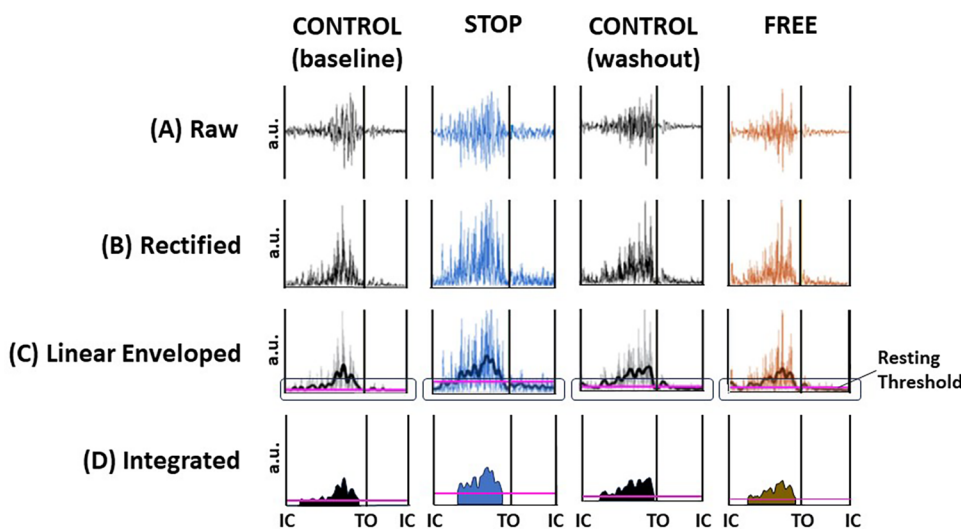 CONTROL STOP CONTROL FREE
(baseline) (washout)
(A) Raw a.u.
(B) Rectified a.u.
(C) Linear Enveloped a.u.
Resting
Threshold
(D) Integrated a.u.
IC TO IC IC TO IC IC TO IC IC TO IC